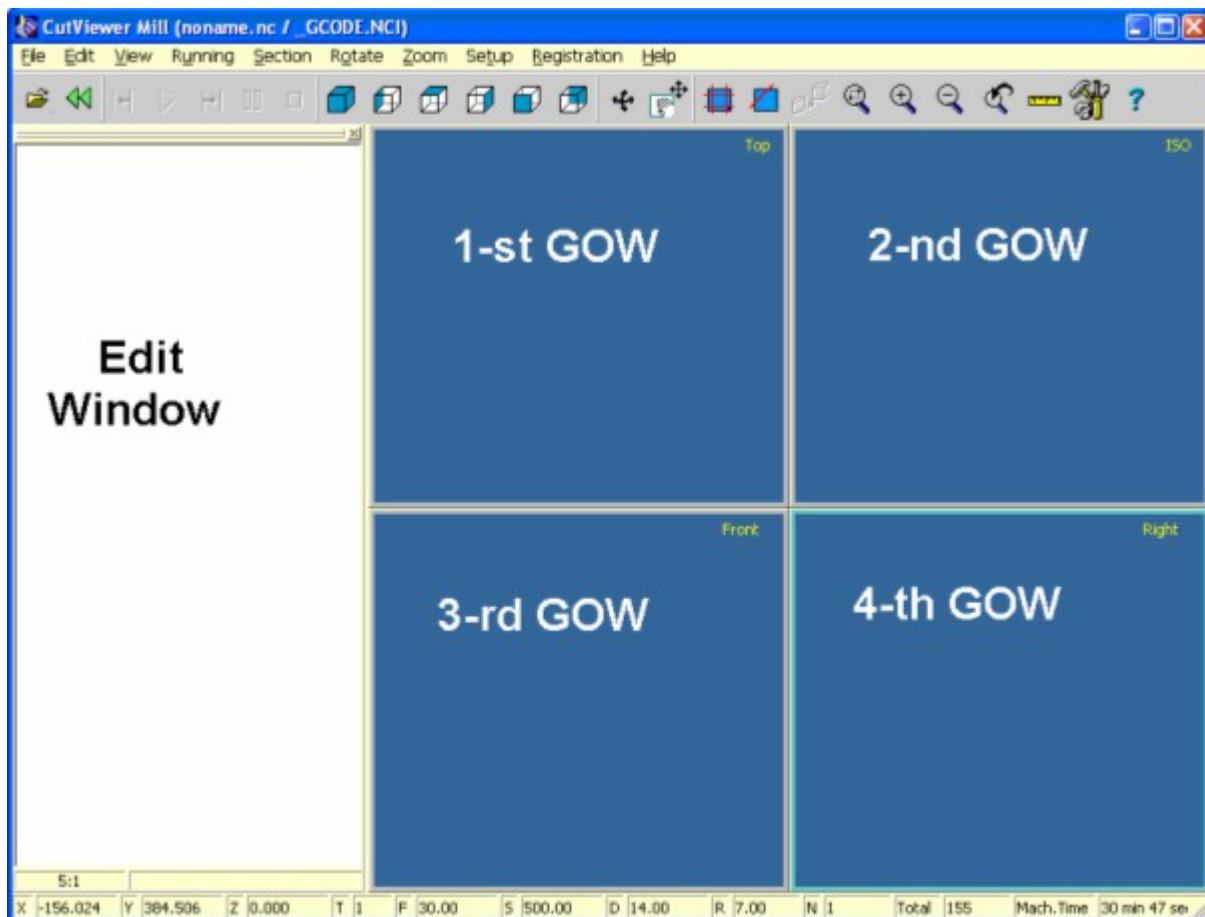 CutViewer Mill (noname.nc / _GCODE.NCI)
File Edit View Running Section Rotate Zoom Setup Registration Help
Top
ISO
1-st GOW
2-nd GOW
Edit
Window
Front
Right
3-rd GOW
4-th GOW
5:1
X -156.024 Y 384.506 Z 0.000 T 1 F 30.00 S 500.00 D 14.00 R 7.00 N 1 Total 155 Mach.Time 30 min 47 se